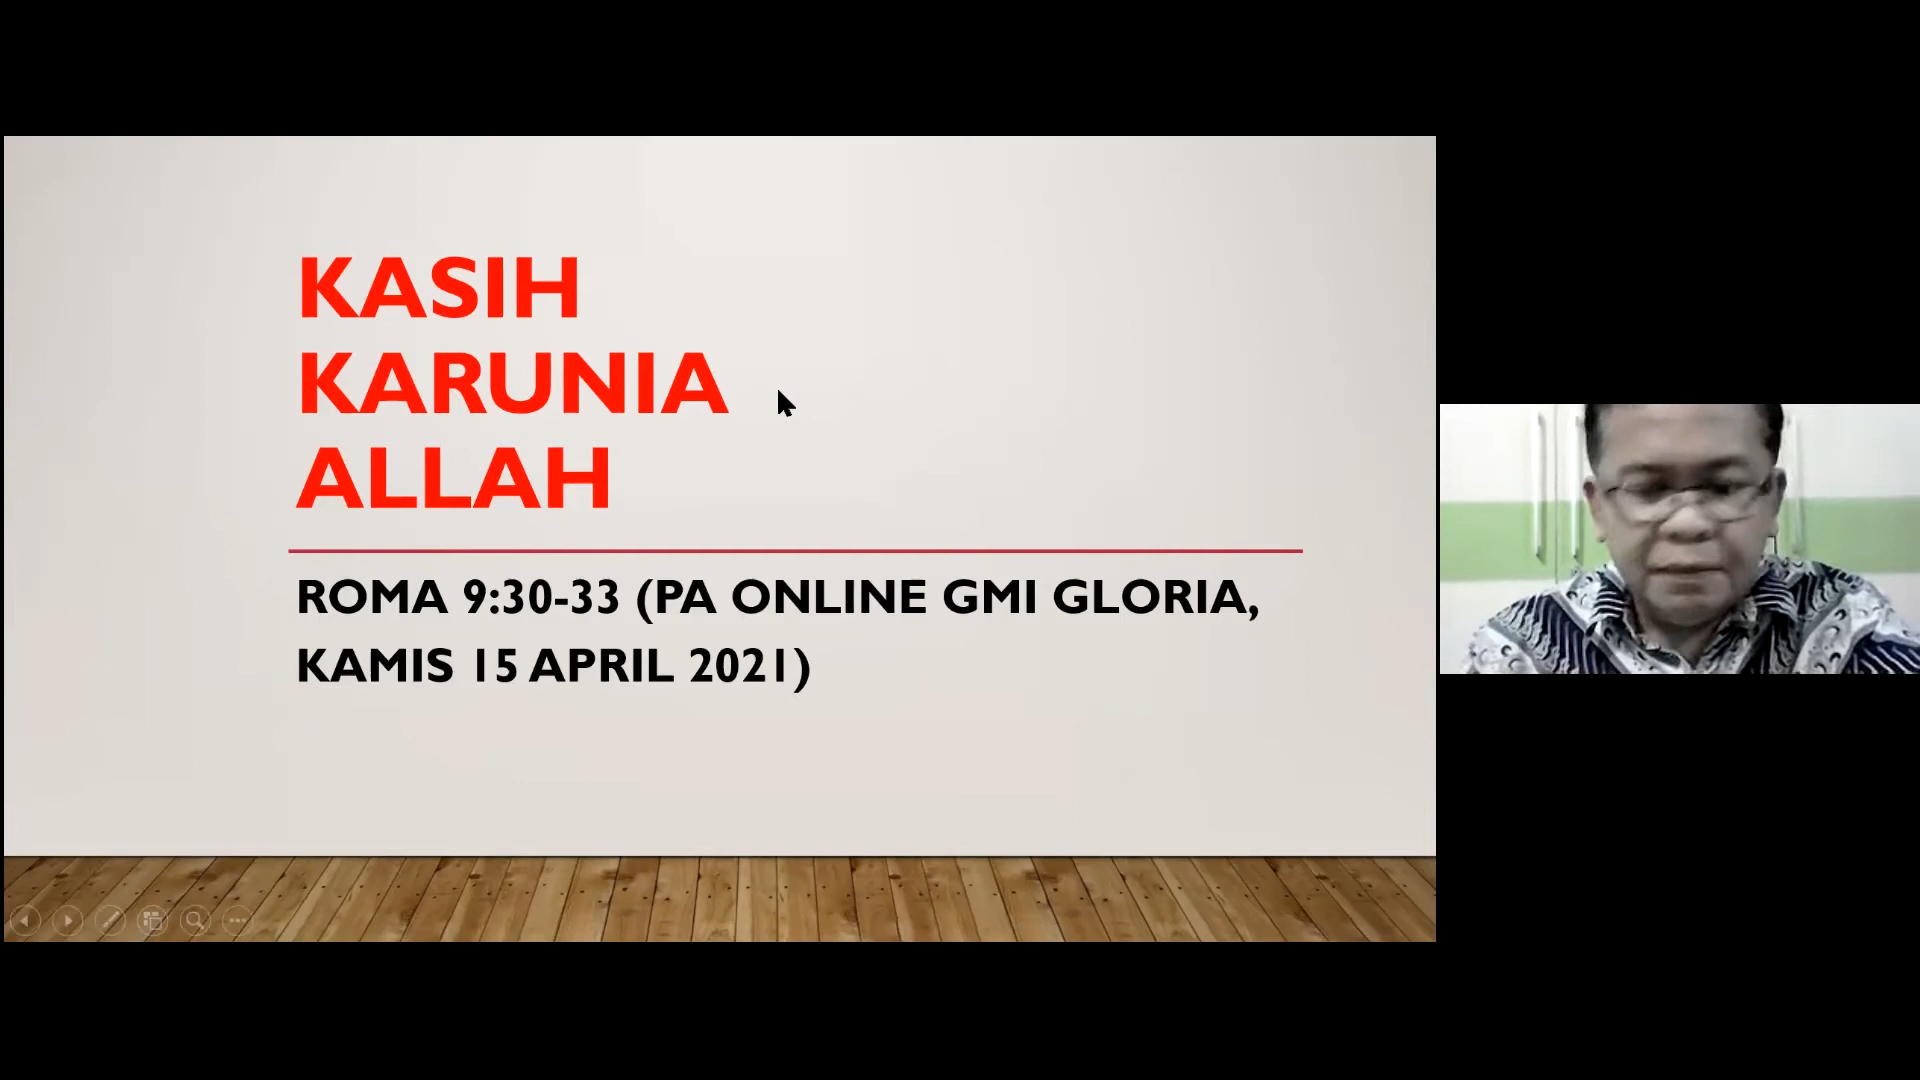 KASIH
KARUNIA
ALLAH
ROMA 9:30-33 (PA ONLINE GMI GLORIA,
KAMIS 15 APRIL 2021)